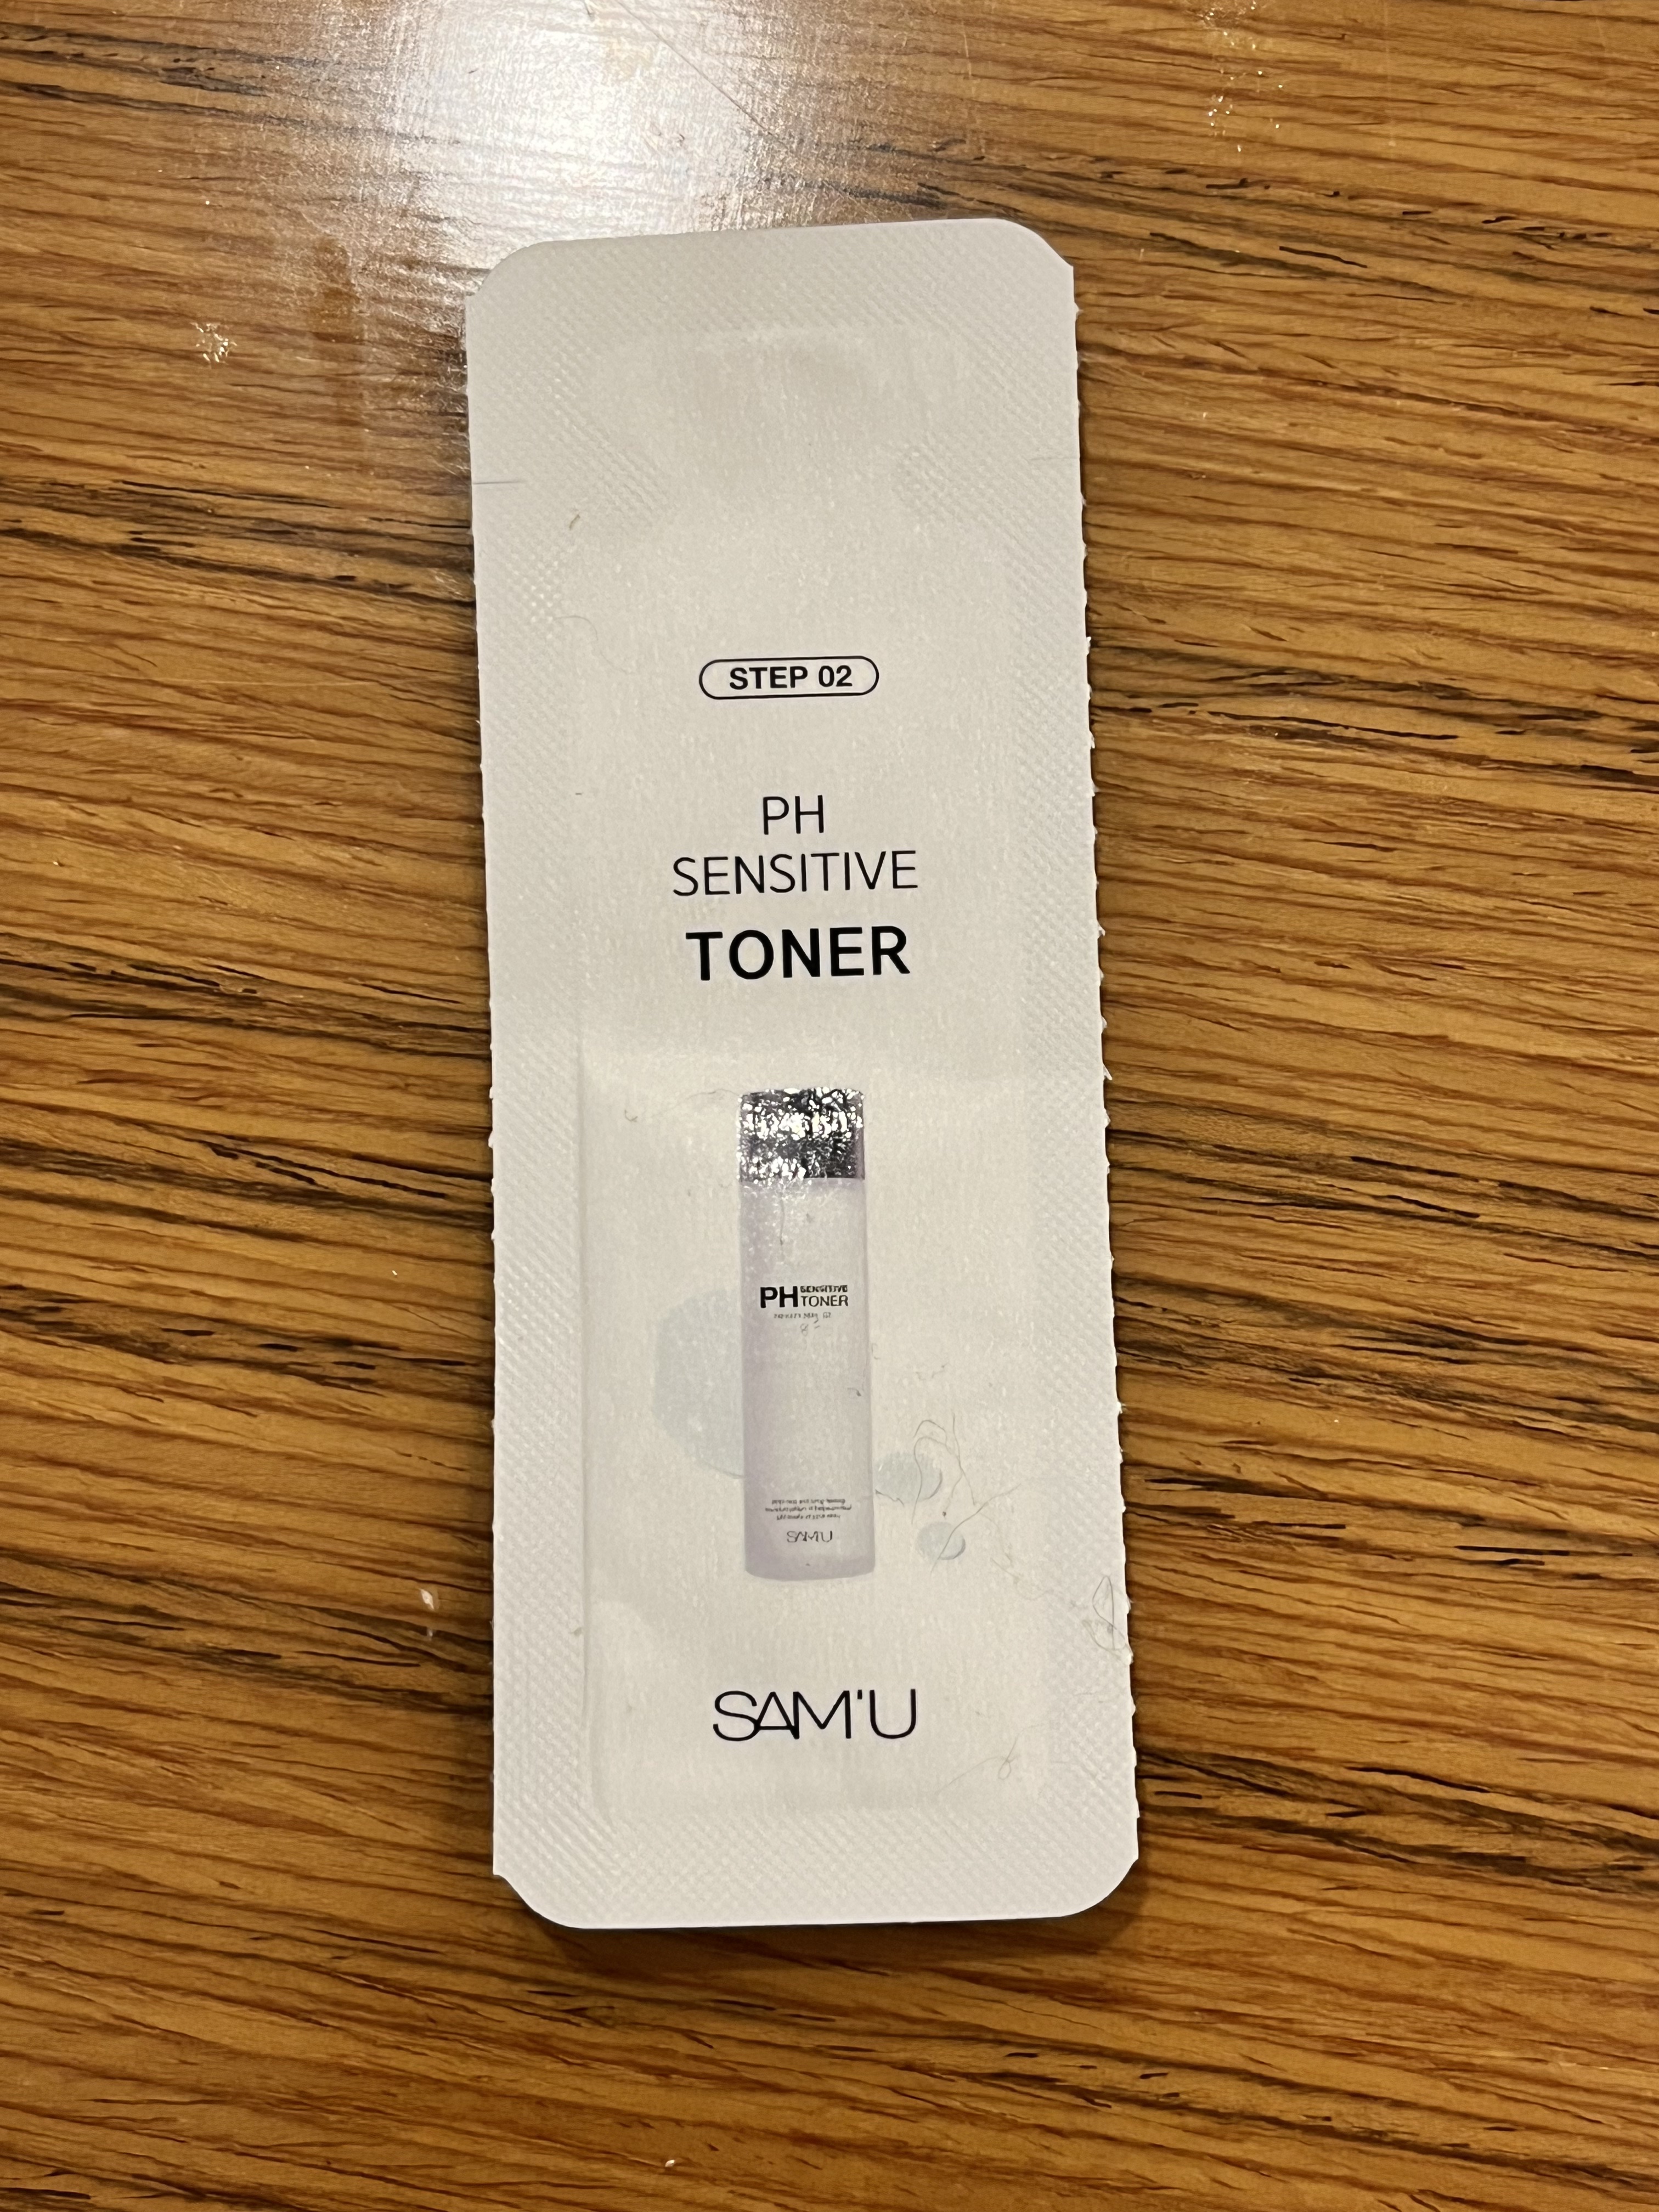 STEP 02
PH
SENSITIVE
TONER
PH SENSITIVE
TONER
SAM'U
SAM'U